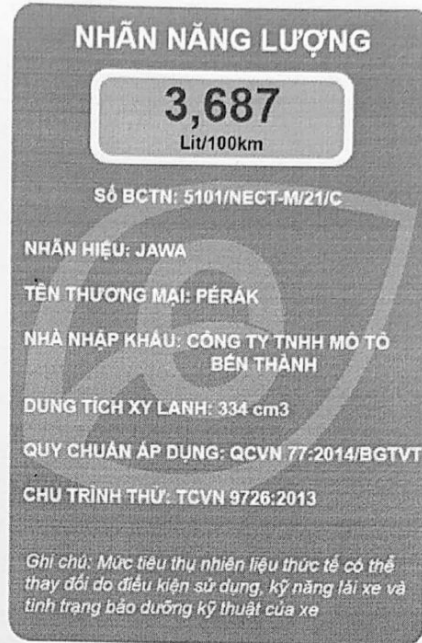 NHÃN NĂNG LƯỢNG
3,687
Lit/100km
Số BCTN: 5101/NECT-M/21/C
NHÃN HIỆU: JAWA
TÊN THƯƠNG MẠI: PÉRÁK
NHÀ NHẬP KHẨU: CÔNG TY TNHH MÔ TÔ
BẾN THÀNH
DUNG TÍCH XY LANH: 334 cm3
QUY CHUẨN ÁP DỤNG: QCVN 77:2014/BGTVT
CHU TRÌNH THỬ: TCVN 9726:2013
Ghi chú: Mức tiêu thụ nhiên liệu thực tế có thể
thay đổi do điều kiện sử dụng, kỹ năng lái xe và
tình trạng bảo dưỡng kỹ thuật của xe